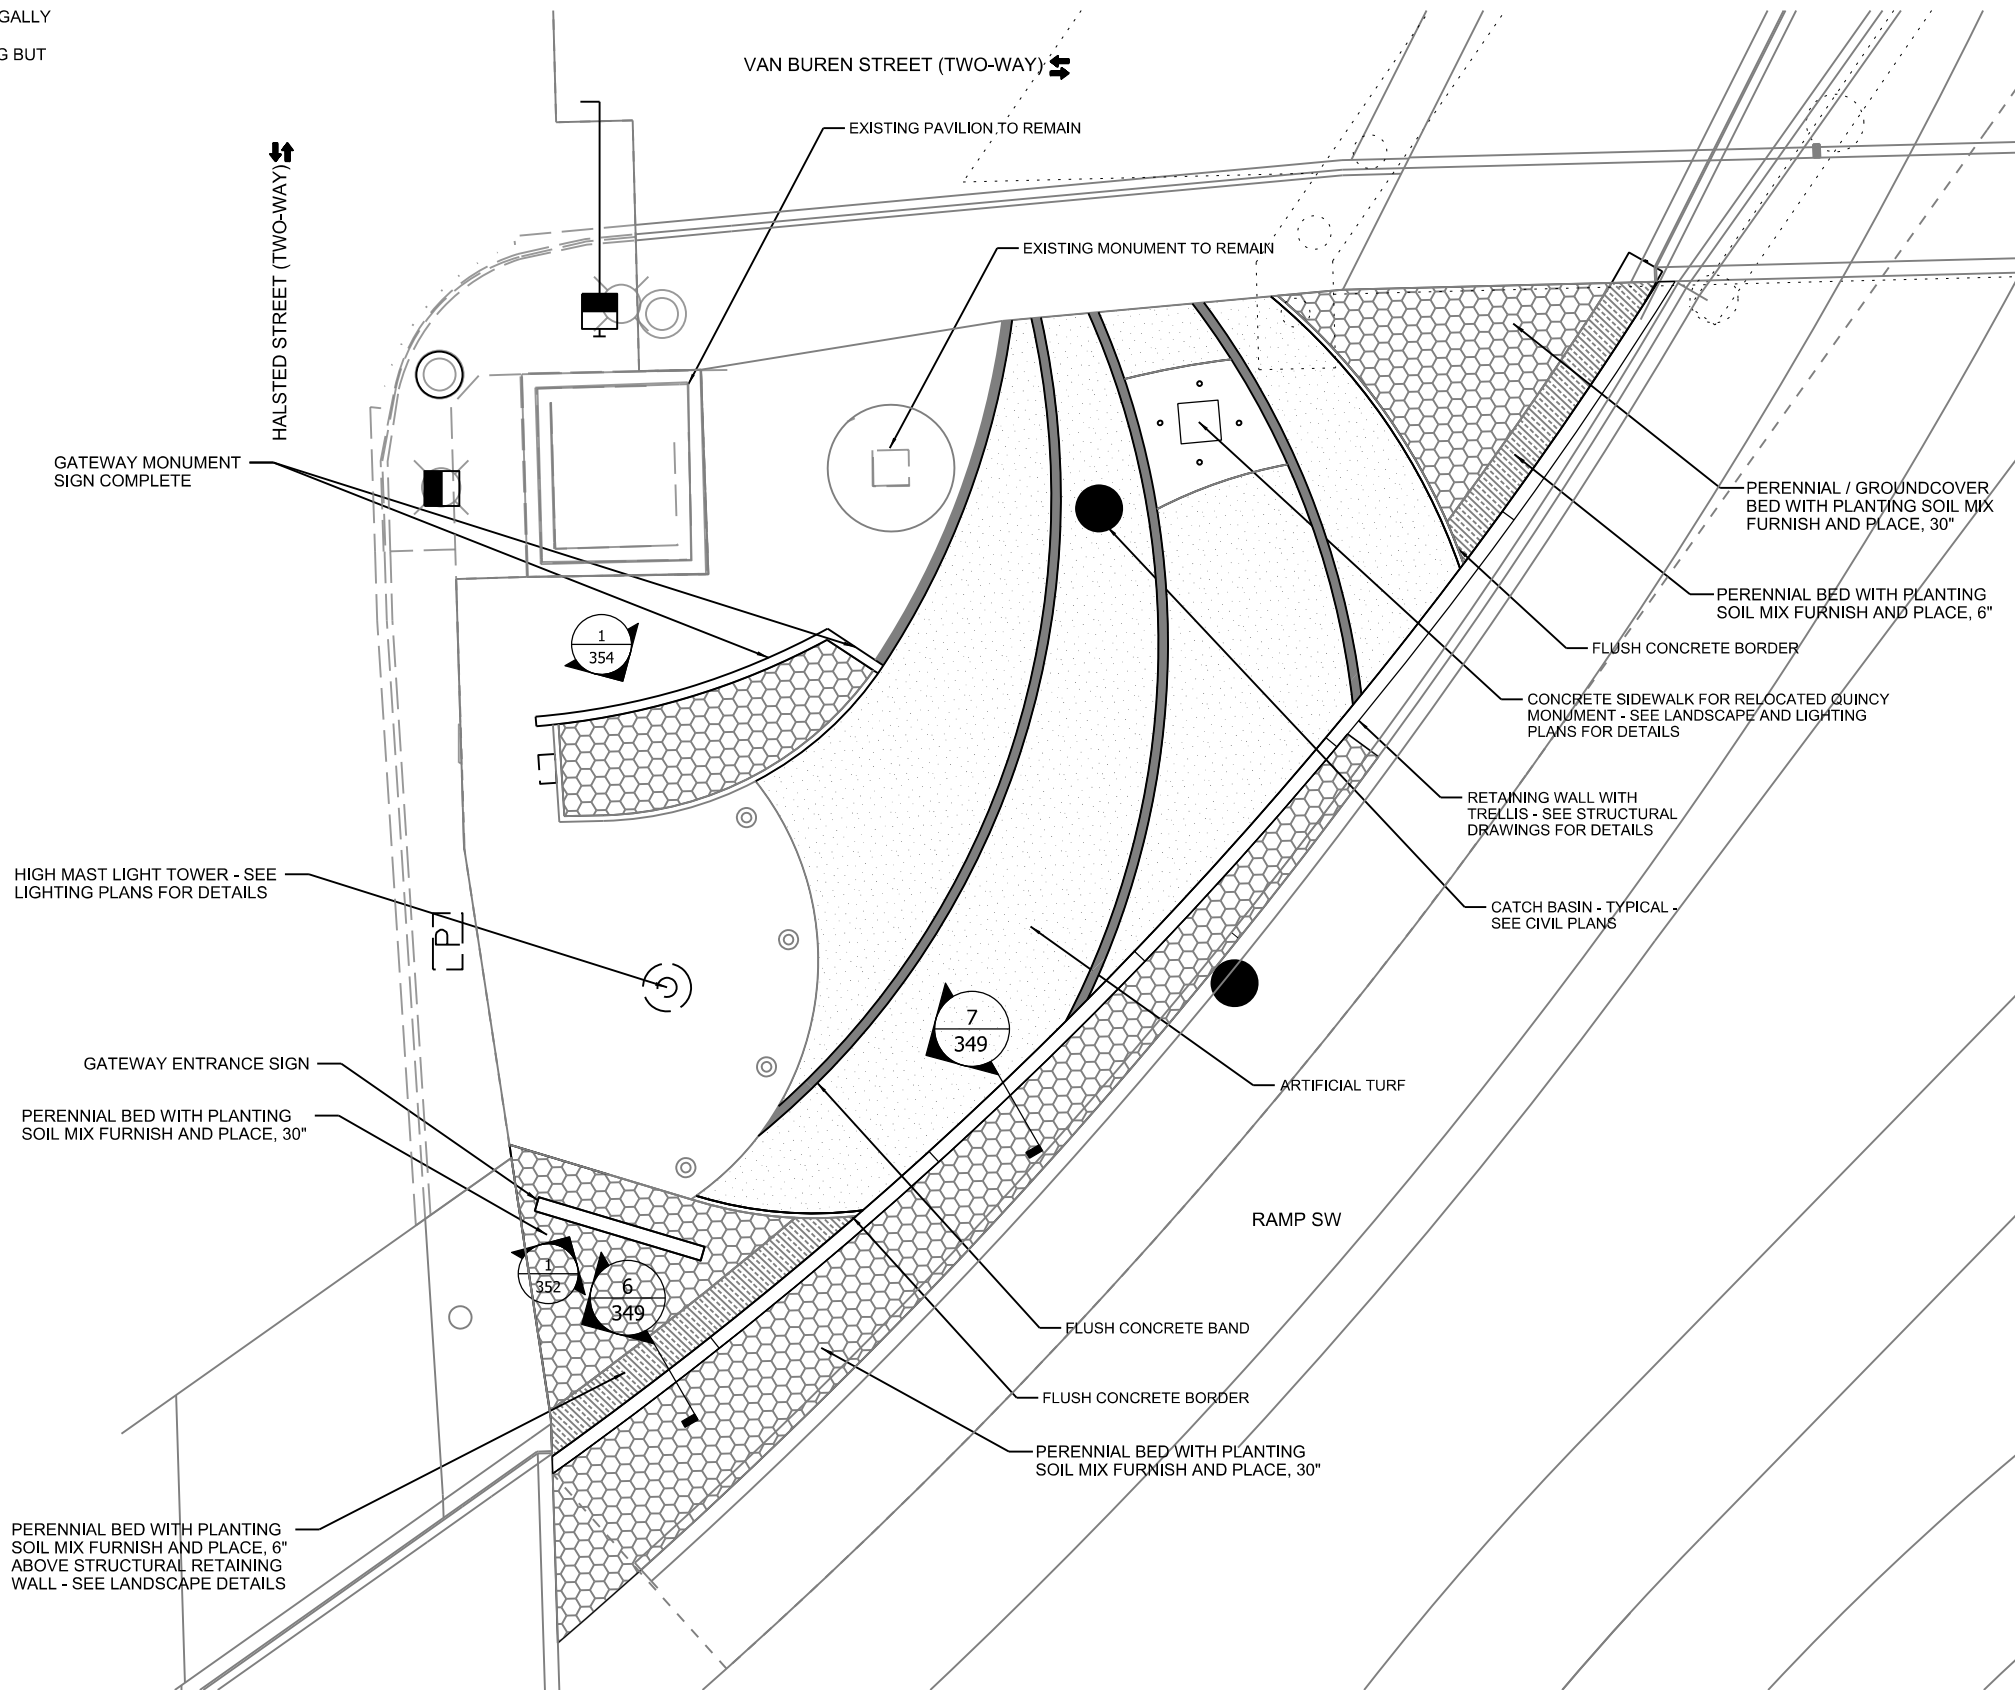 GALLY
G BUT
VAN BUREN STREET (TWO-WAY)
EXISTING PAVILION TO REMAIN
HALSTED STREET (TWO-WAY)
EXISTING MONUMENT TO REMAIN
GATEWAY MONUMENT
SIGN COMPLETE
PERENNIAL / GROUNDCOVER
BED WITH PLANTING SOIL MIX
FURNISH AND PLACE, 30"
PERENNIAL BED WITH PLANTING
SOIL MIX FURNISH AND PLACE, 6"
1
354
FLUSH CONCRETE BORDER
CONCRETE SIDEWALK FOR RELOCATED QUINCY
MONUMENT - SEE LANDSCAPE AND LIGHTING
PLANS FOR DETAILS
RETAINING WALL WITH
TRELLIS - SEE STRUCTURAL
DRAWINGS FOR DETAILS
HIGH MAST LIGHT TOWER - SEE
LIGHTING PLANS FOR DETAILS
CATCH BASIN - TYPICAL -
SEE CIVIL PLANS
P
7
349
GATEWAY ENTRANCE SIGN
ARTIFICIAL TURF
PERENNIAL BED WITH PLANTING
SOIL MIX FURNISH AND PLACE, 30"
RAMP SW
1
352
6
349
FLUSH CONCRETE BAND
FLUSH CONCRETE BORDER
PERENNIAL BED WITH PLANTING
SOIL MIX FURNISH AND PLACE, 30"
PERENNIAL BED WITH PLANTING
SOIL MIX FURNISH AND PLACE, 6"
ABOVE STRUCTURAL RETAINING
WALL - SEE LANDSCAPE DETAILS